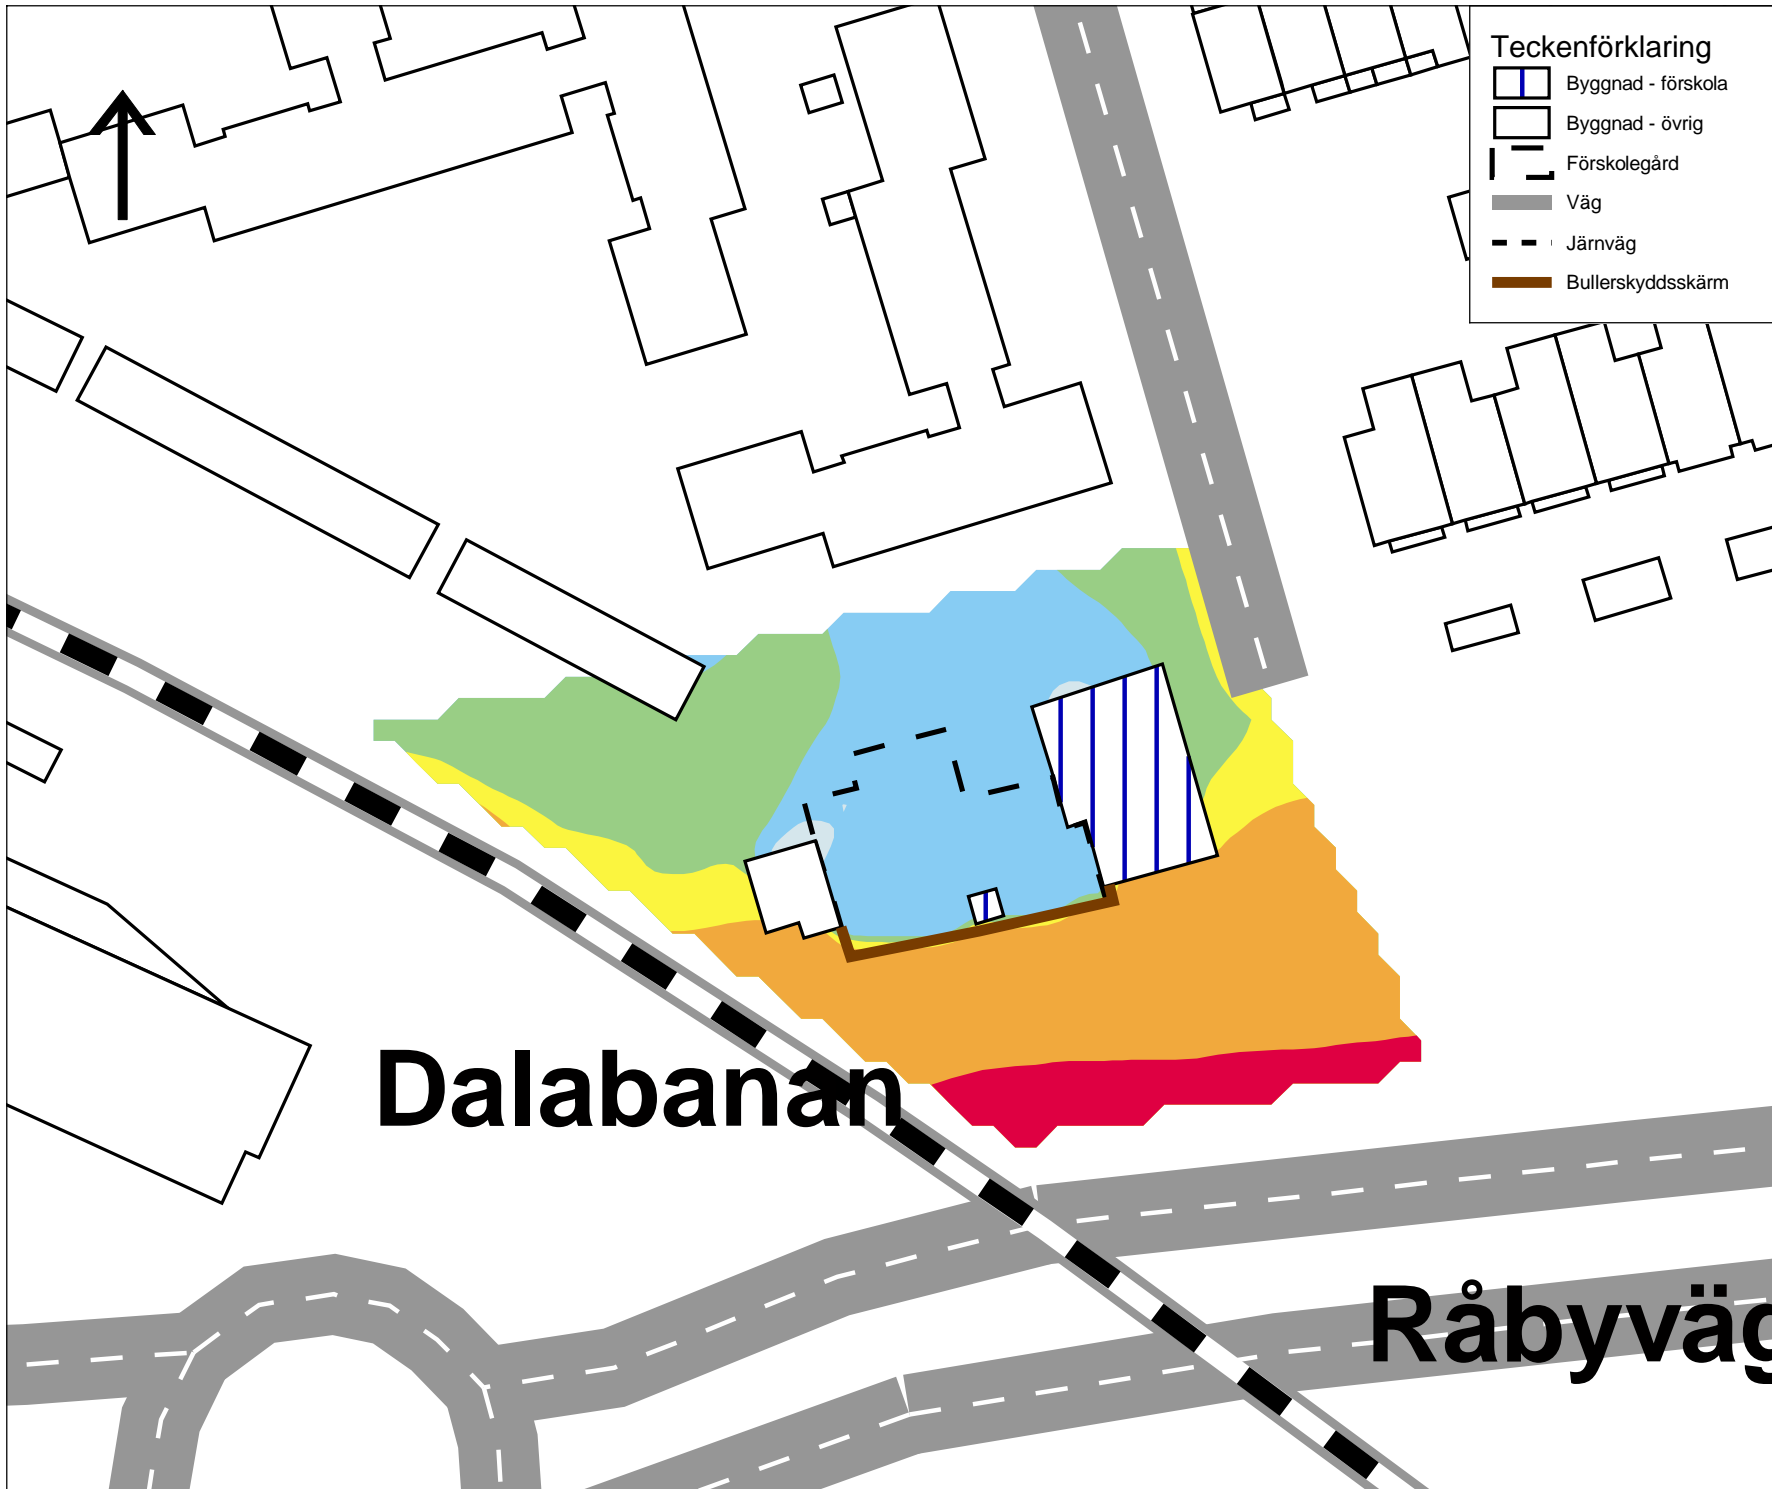 Teckenförklaring
Byggnad - förskola
Byggnad - övrig
Förskolegård
Väg
Järnväg
Bullerskyddsskärm
Dalabanan
Råbyväg